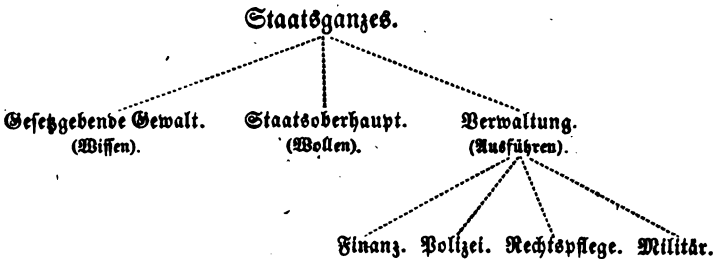 Staatsganzes.
Gesetzgebende Gewalt. Staatsoberhaupt. Verwaltung.
(Wissen). (Wollen). (Ausführen).
Finanz. Polizei. Rechtspflege. Militär.